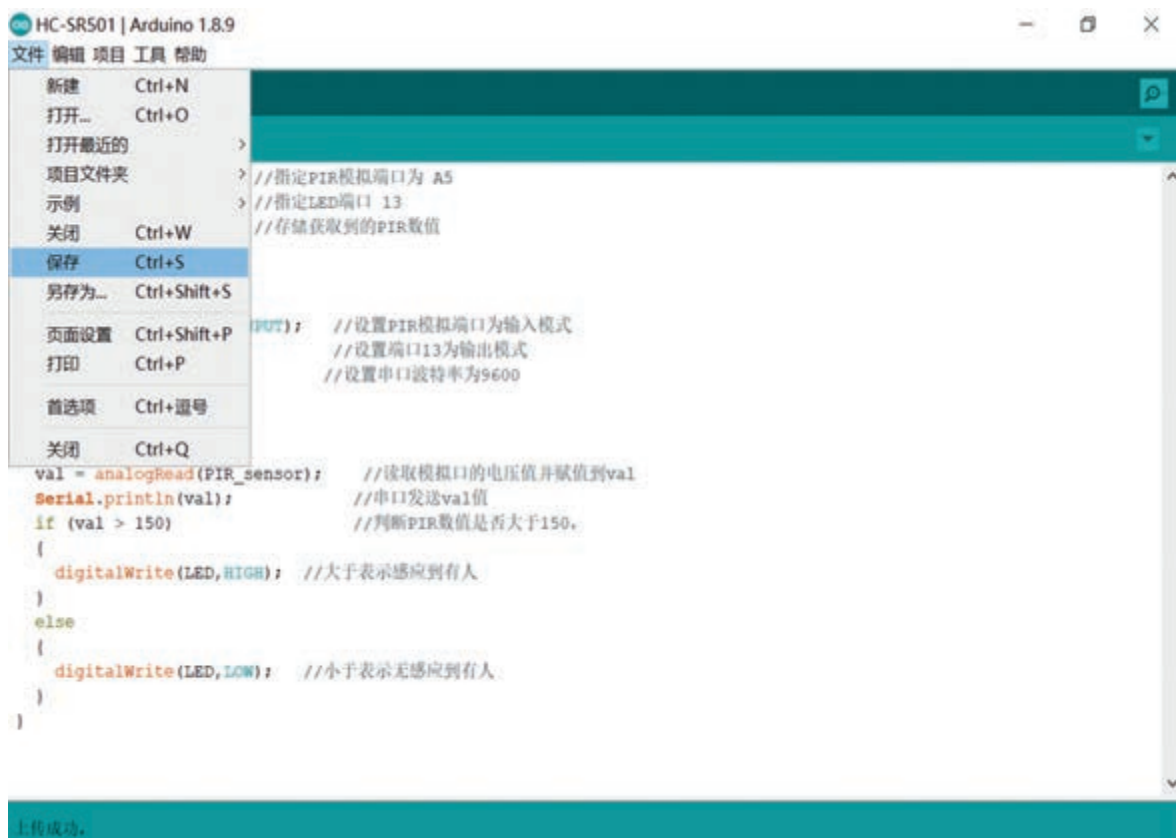 HC-SR501 | Arduino 1.8.9
文件 编辑 项目 工具 帮助
新建 Ctrl+N
打开... Ctrl+O
打开最近的
项目文件夹
示例
关闭 Ctrl+W
保存 Ctrl+S
另存为... Ctrl+Shift+S
页面设置 Ctrl+Shift+P
打印 Ctrl+P
首选项 Ctrl+逗号
关闭 Ctrl+Q
//指定PIR模拟端口为 A5
//指定LED端口 13
//存储获取到的PIR数值
PUT); //设置PIR模拟端口为输入模式
//设置端口13为输出模式
//设置串口波特率为9600
val = analogRead(PIR_sensor); //读取模拟口的电压值并赋值到val
Serial.println(val); //串口发送val值
if (val > 150) //判断PIR数值是否大于150,
{
digitalWrite(LED,HIGH); //大于表示感应到有人
}
else
{
digitalWrite(LED,LOW); //小于表示无感应到有人
}
}
上传成功。